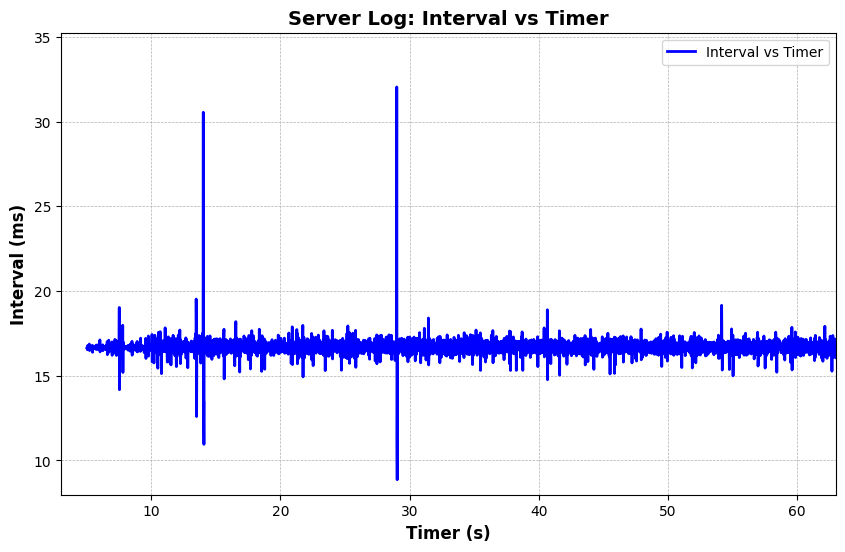 Server Log: Interval vs Timer
Interval vs Timer
35
30
25
20
15
10
Interval (ms)
10 20 30 40 50 60
Timer (s)